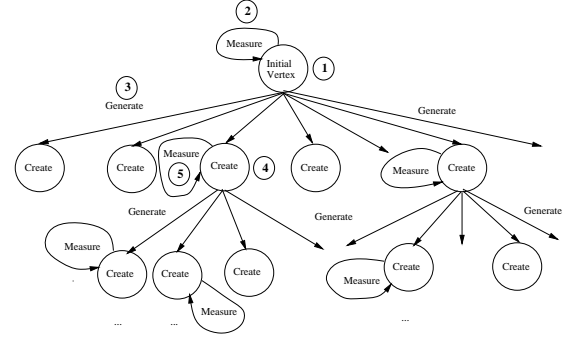 2
Measure
Initial
Vertex
1
3
Generate
Generate
Create
Create
Measure
5
Create
4
Create
Measure
Create
Generate
Generate
Generate
Measure
Create
Create
Create
Measure
Create
Create
Measure
...
...
...